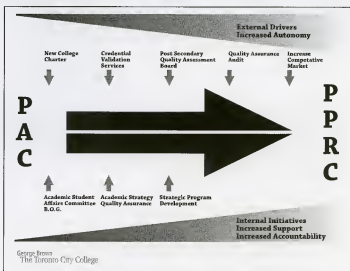 External Drivers
Increased Autonomy
New College
Charter
Credential
Validation
Services
Post Secondary
Quality Assessment
Board
Quality Assurance
Audit
Increase
Competative
Market
PAC
PPRC
Academic Student
Affairs Committee
B.O.G.
Academic Strategy
Quality Assurance
Strategic Program
Development
Internal Initiatives
Increased Support
Increased Accountability
George Brown
The Toronto City College